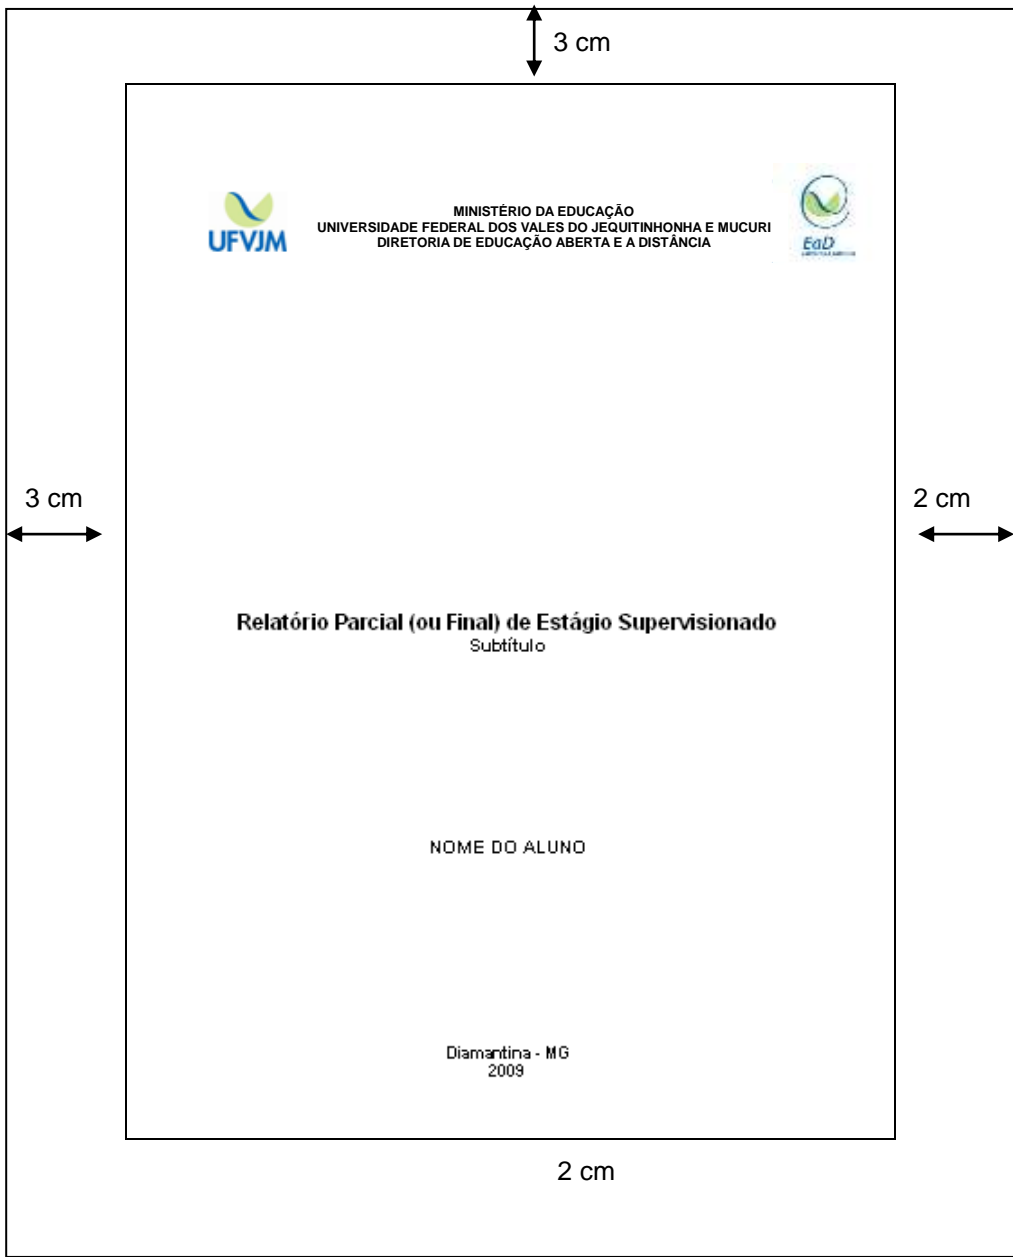 3 cm
MINISTÉRIO DA EDUCAÇÃO
UNIVERSIDADE FEDERAL DOS VALES DO JEQUITINHONHA E MUCURI
DIRETORIA DE EDUCAÇÃO ABERTA E A DISTÂNCIA
UFVJM
EaD
3 cm
2 cm
Relatório Parcial (ou Final) de Estágio Supervisionado
Subtítulo
NOME DO ALUNO
Diamantina - MG
2009
2 cm